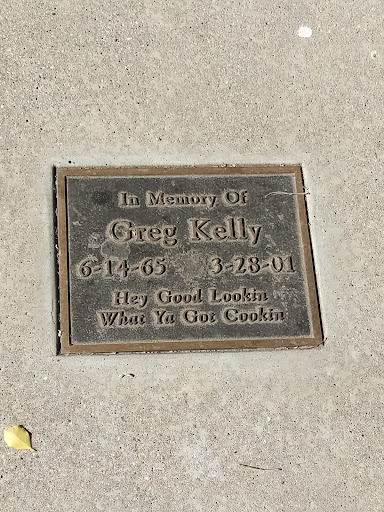 In Memory Of
Greg Kelly
6-14-65 3-28-01
Hey Good Lookin
What Ya Got Cookin